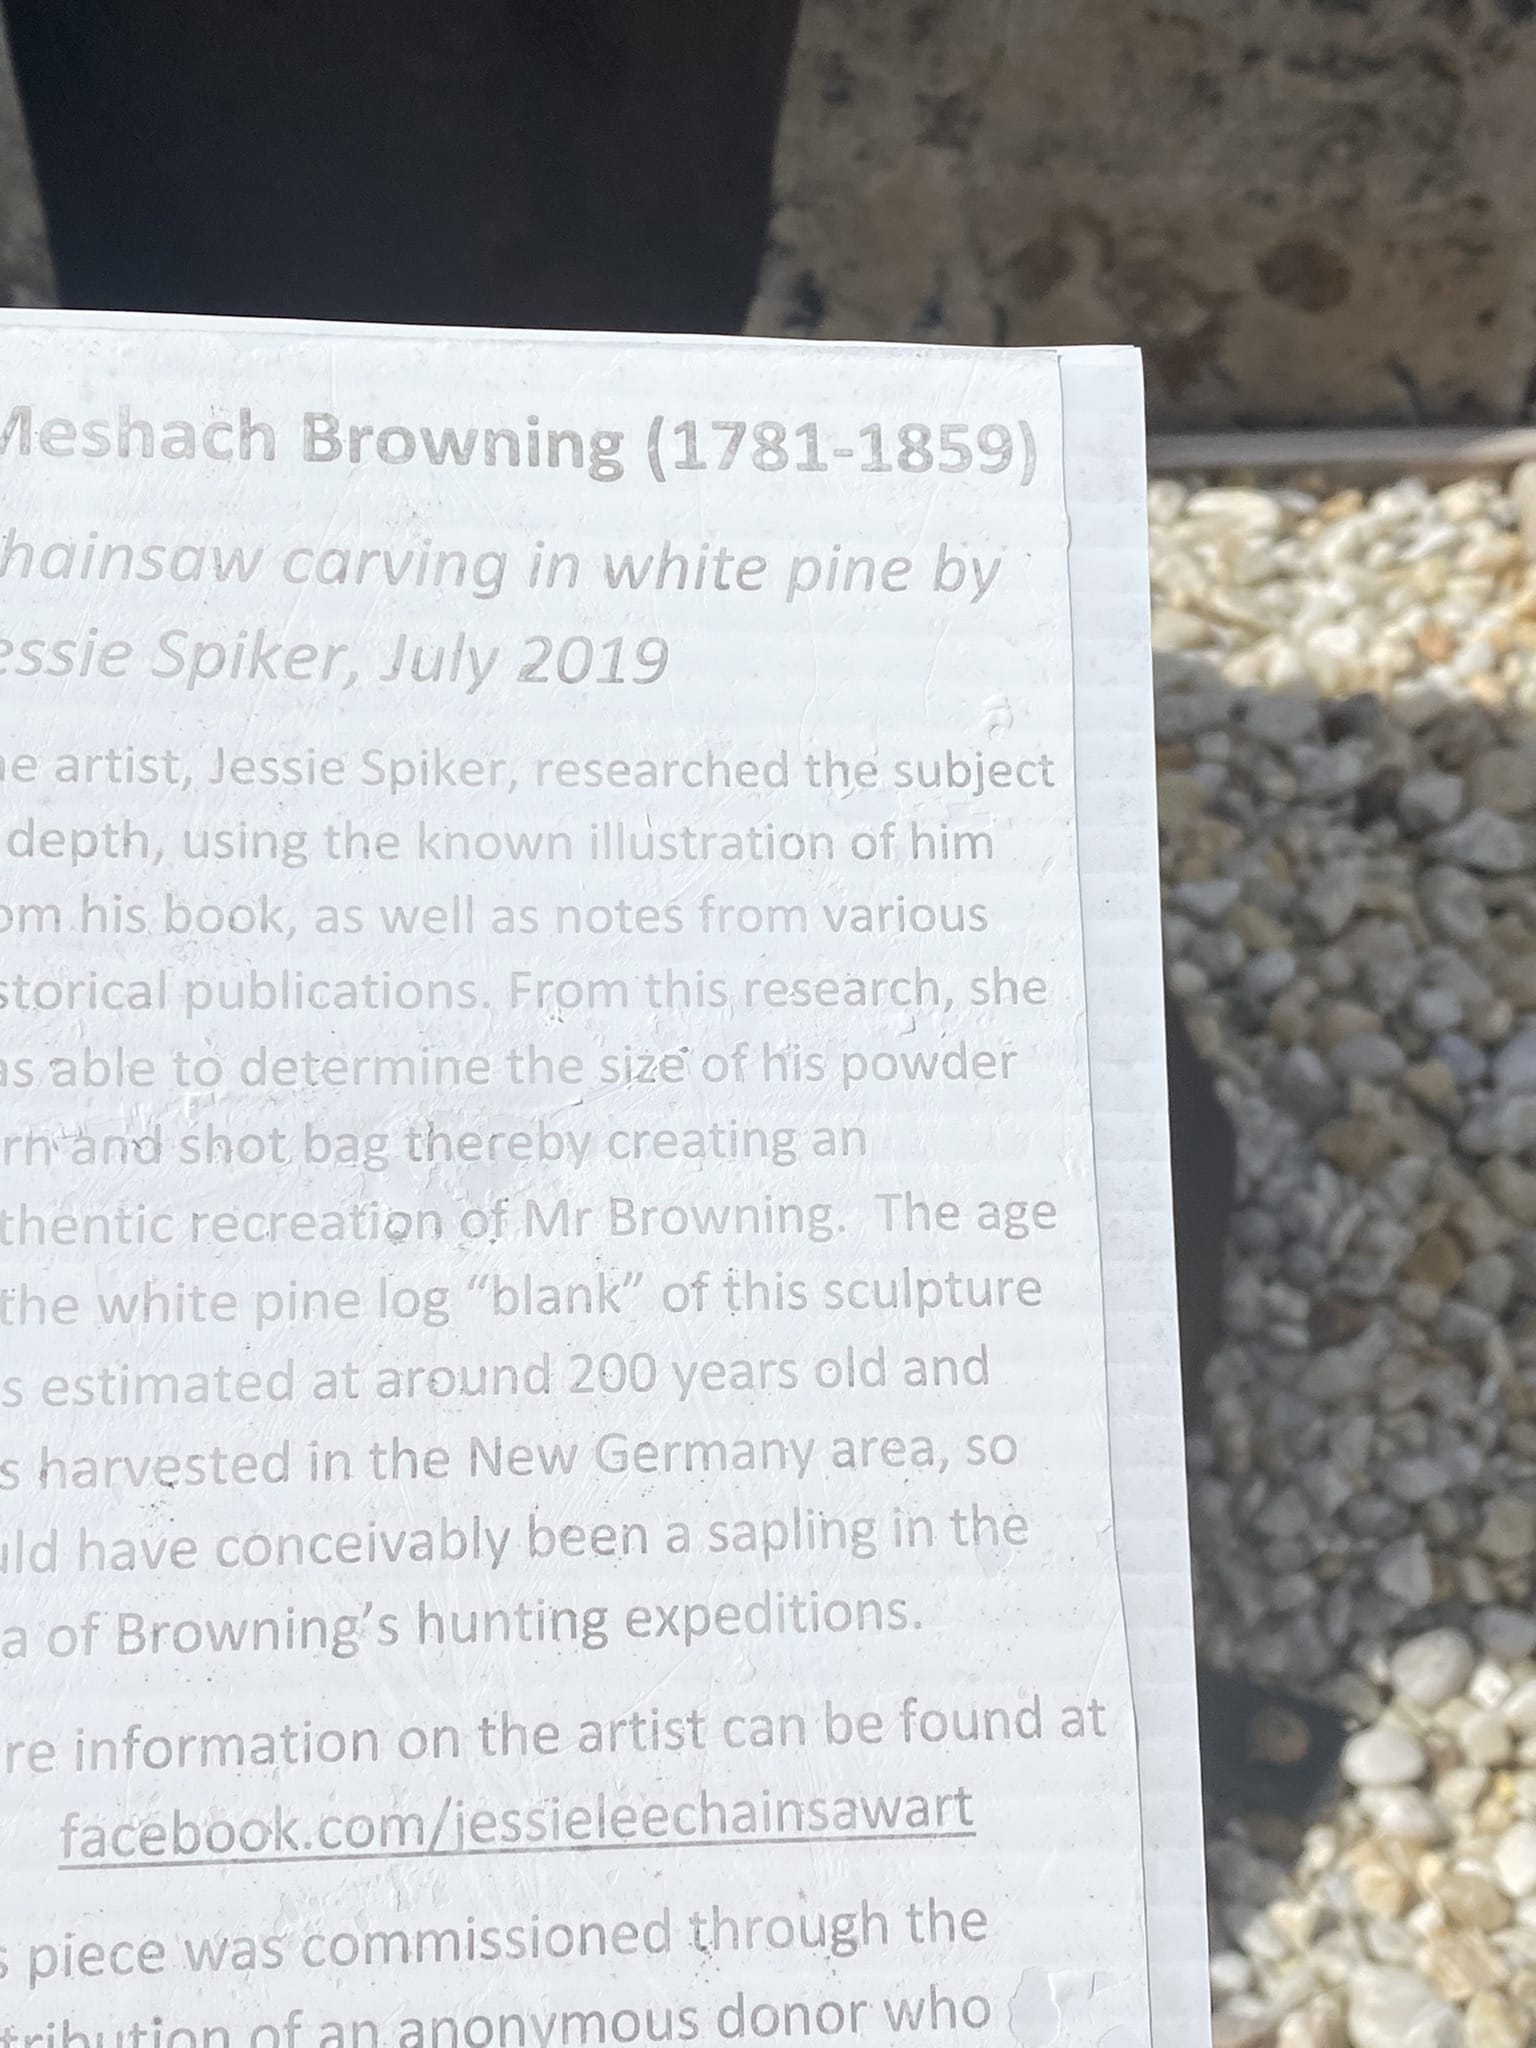 Meshach Browning (1781-1859)
hainsaw carving in white pine by
essie Spiker, July 2019
he artist, Jessie Spiker, researched the subject
depth, using the known illustration of him
om his book, as well as notes from various
storical publications. From this research, she
as able to determine the size of his powder
rn and shot bag thereby creating an
thentic recreation of Mr Browning. The age
the white pine log “blank” of this sculpture
s estimated at around 200 years old and
s harvested in the New Germany area, so
uld have conceivably been a sapling in the
a of Browning’s hunting expeditions.
re information on the artist can be found at
facebook.com/jessieleechainsawart
s piece was commissioned through the
tribution of an anonymous donor who